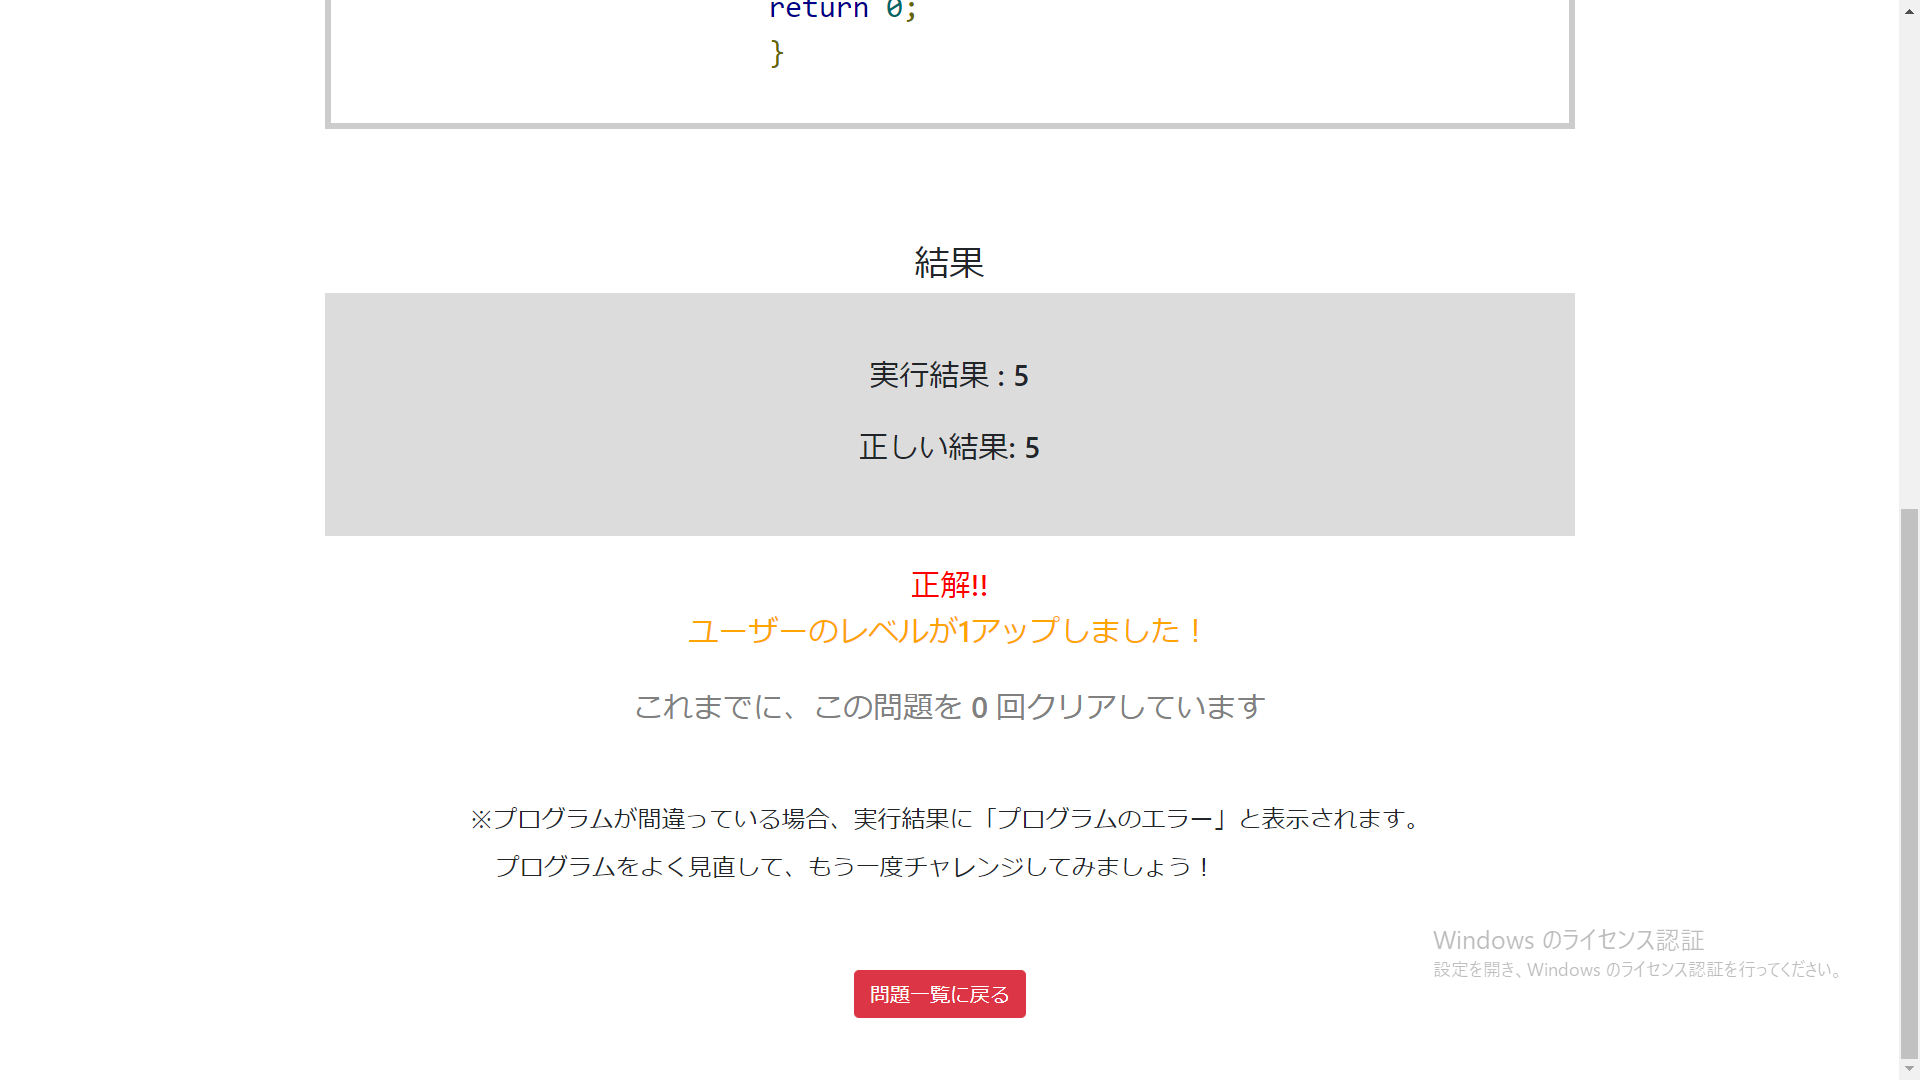 return 0;
}
結果
実行結果 : 5
正しい結果: 5
正解!!
ユーザーのレベルが1アップしました！
これまでに、この問題を 0 回クリアしています
※プログラムが間違っている場合、実行結果に「プログラムのエラー」と表示されます。
プログラムをよく見直して、もう一度チャレンジしてみましょう！
Windows のライセンス認証
設定を開き、Windows のライセンス認証を行ってください。
問題一覧に戻る